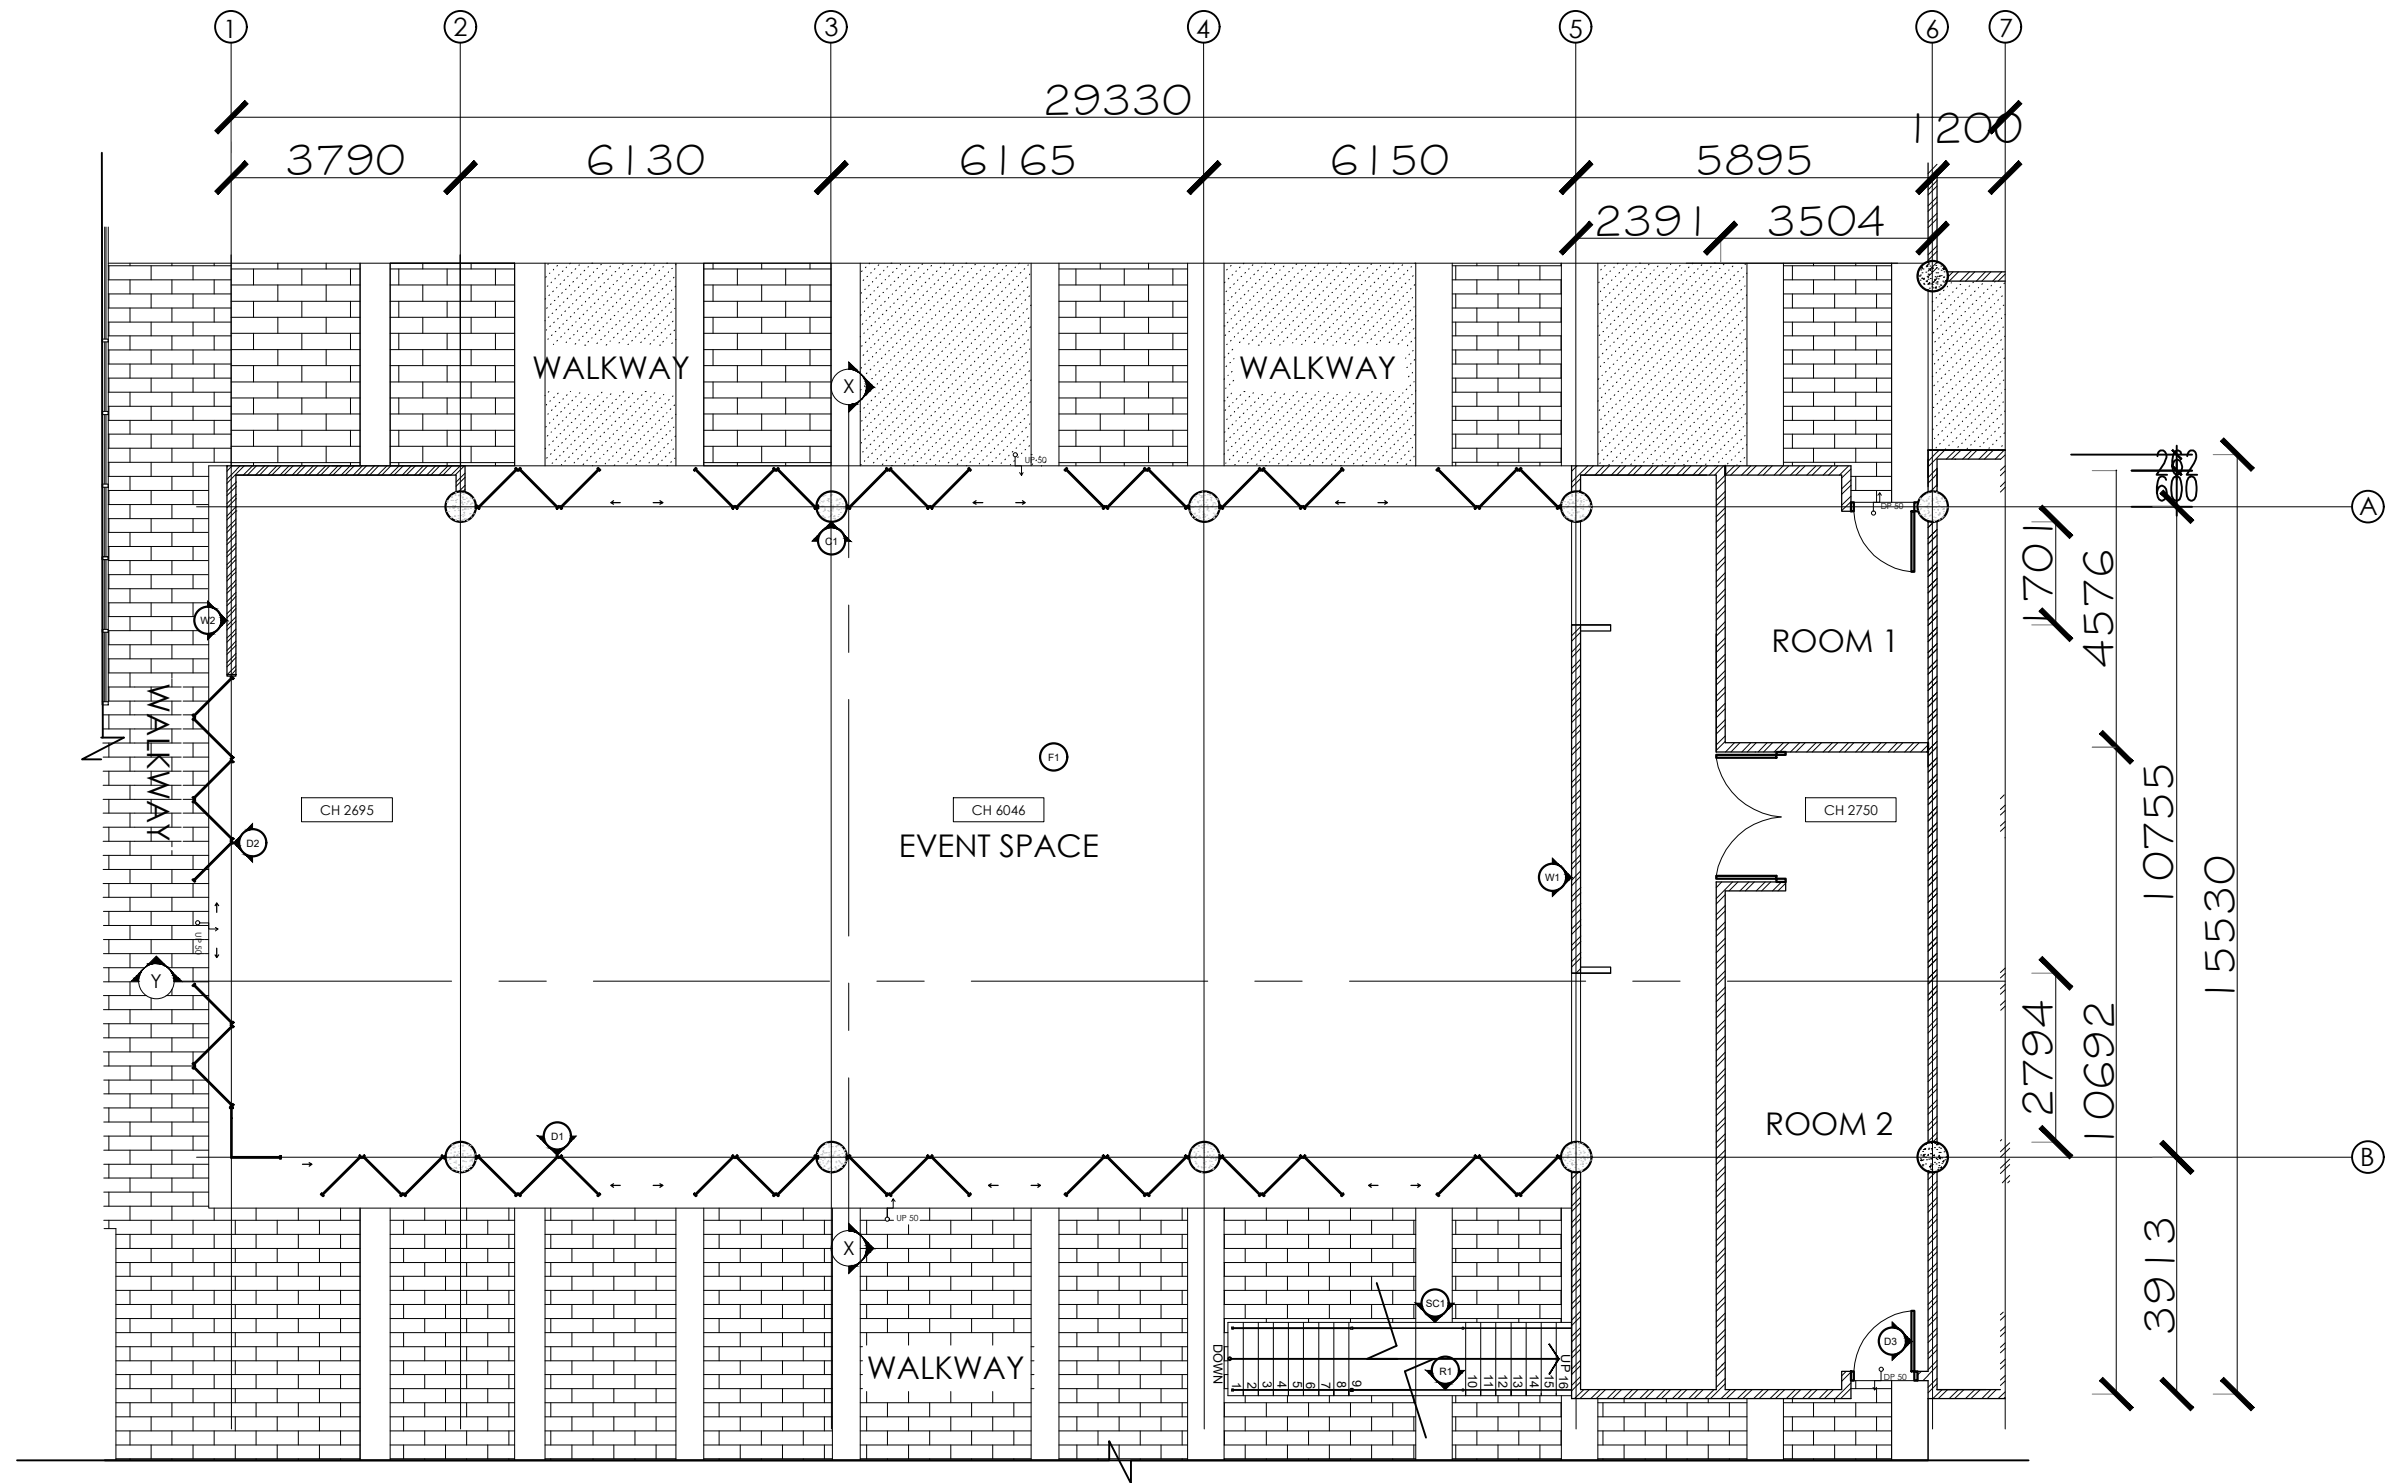 1 2 3 4 5 6 7
29330
1200
3790 6130 6165 6150 5895
2391 3504
WALKWAY WALKWAY
X
UP 50
262
600
A
DP 50
C1
1701
4576
W2
ROOM 1
WALKWAY
F1
CH 2695 CH 6046 CH 2750
EVENT SPACE
D2
W1
10755
15530
UP 50
Y
2794
10692
D1
ROOM 2
B
UP 50
X
3913
SC1
WALKWAY
DOWN
R1
UP
D3
DP 50
1 2 3 4 5 6 7 8 9 10 11 12 13 14 15 16